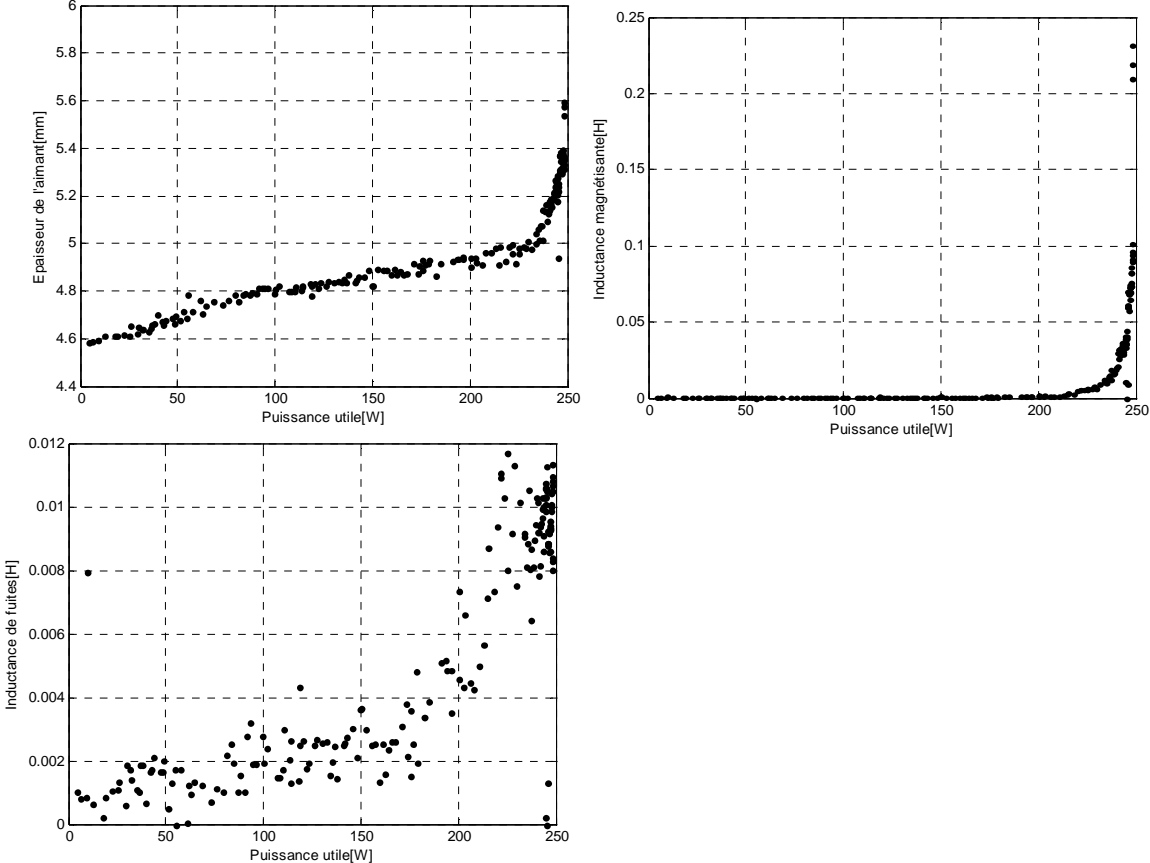 6
5.8
5.6
5.4
5.2
5
4.8
4.6
4.4
Epaisseur de l'aimant[mm]
0 50 100 150 200 250
Puissance utile[W]
0.25
0.2
0.15
0.1
0.05
0
Inductance magnétisante[H]
0 50 100 150 200 250
Puissance utile[W]
0.012
0.01
0.008
0.006
0.004
0.002
0
Inductance de fuites[H]
0 50 100 150 200 250
Puissance utile[W]